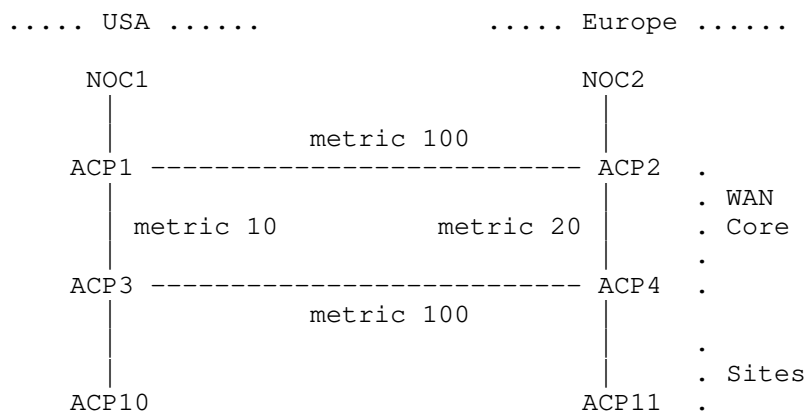 ..... USA ...... ..... Europe ......
NOC1 NOC2
metric 100
ACP1 --------------------------- ACP2 .
. WAN
metric 10 metric 20 . Core
.
ACP3 --------------------------- ACP4 .
metric 100
.
. Sites
ACP10 ACP11 .